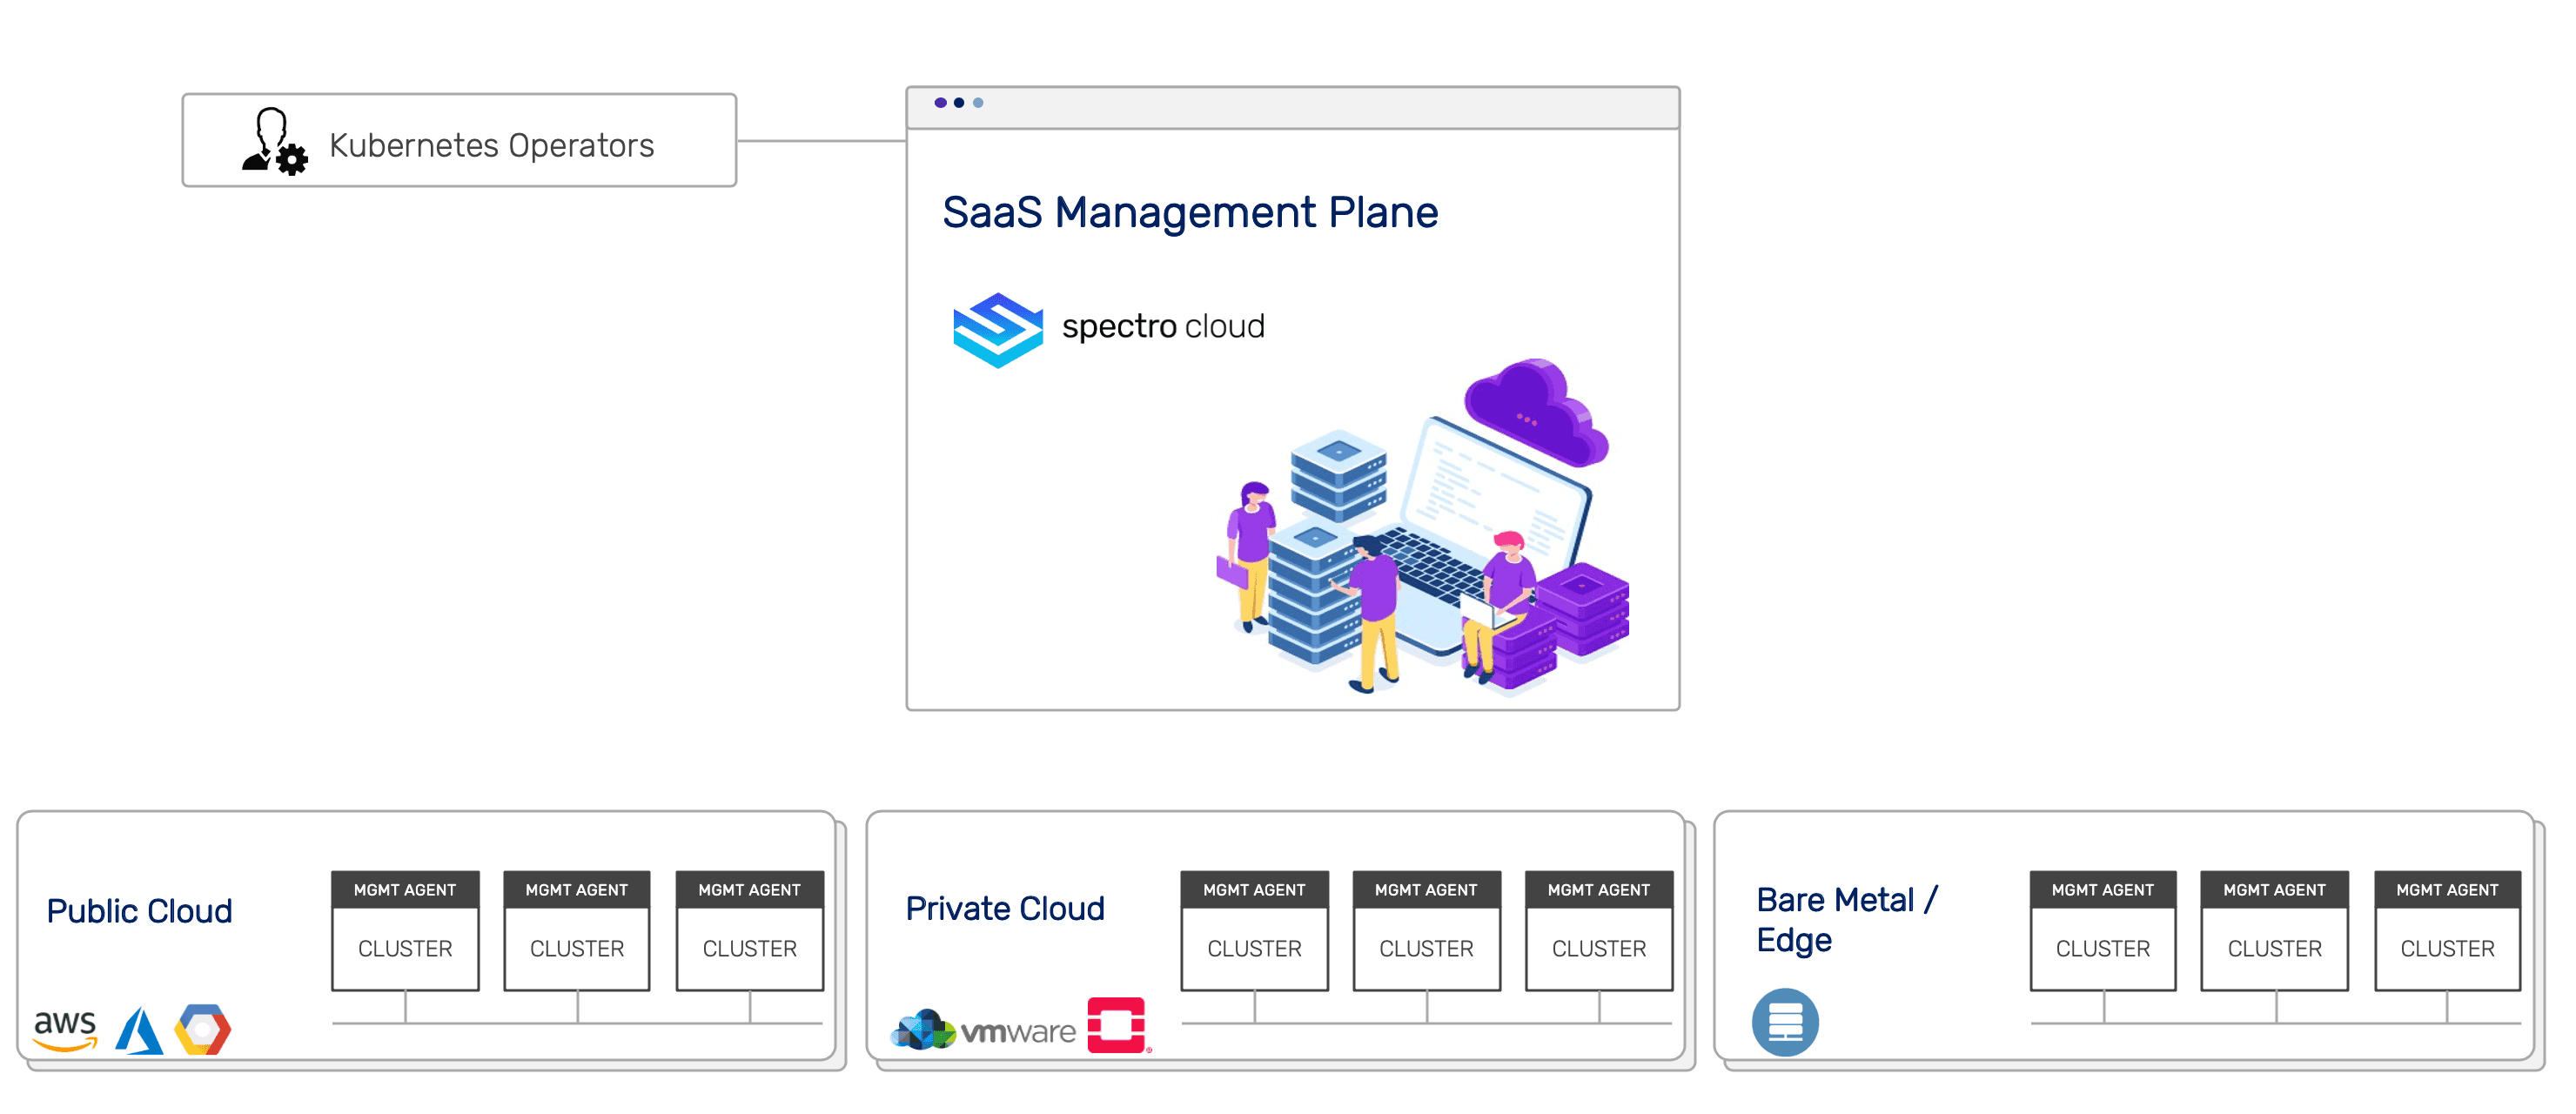 Kubernetes Operators
SaaS Management Plane
spectro cloud
Public Cloud
MGMT AGENT
CLUSTER
MGMT AGENT
CLUSTER
MGMT AGENT
CLUSTER
aws
Private Cloud
MGMT AGENT
CLUSTER
MGMT AGENT
CLUSTER
MGMT AGENT
CLUSTER
vmware
®
Bare Metal /
Edge
MGMT AGENT
CLUSTER
MGMT AGENT
CLUSTER
MGMT AGENT
CLUSTER